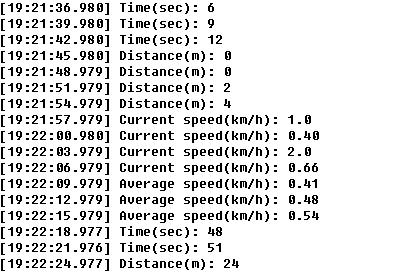 [19:21:36.980] Time(sec): 6
[19:21:39.980] Time(sec): 9
[19:21:42.980] Time(sec): 12
[19:21:45.980] Distance(m): 0
[19:21:48.979] Distance(m): 0
[19:21:51.979] Distance(m): 2
[19:21:54.979] Distance(m): 4
[19:21:57.979] Current speed(km/h): 1.0
[19:22:00.980] Current speed(km/h): 0.40
[19:22:03.979] Current speed(km/h): 2.0
[19:22:06.979] Current speed(km/h): 0.66
[19:22:09.979] Average speed(km/h): 0.41
[19:22:12.979] Average speed(km/h): 0.48
[19:22:15.979] Average speed(km/h): 0.54
[19:22:18.977] Time(sec): 48
[19:22:21.976] Time(sec): 51
[19:22:24.977] Distance(m): 24